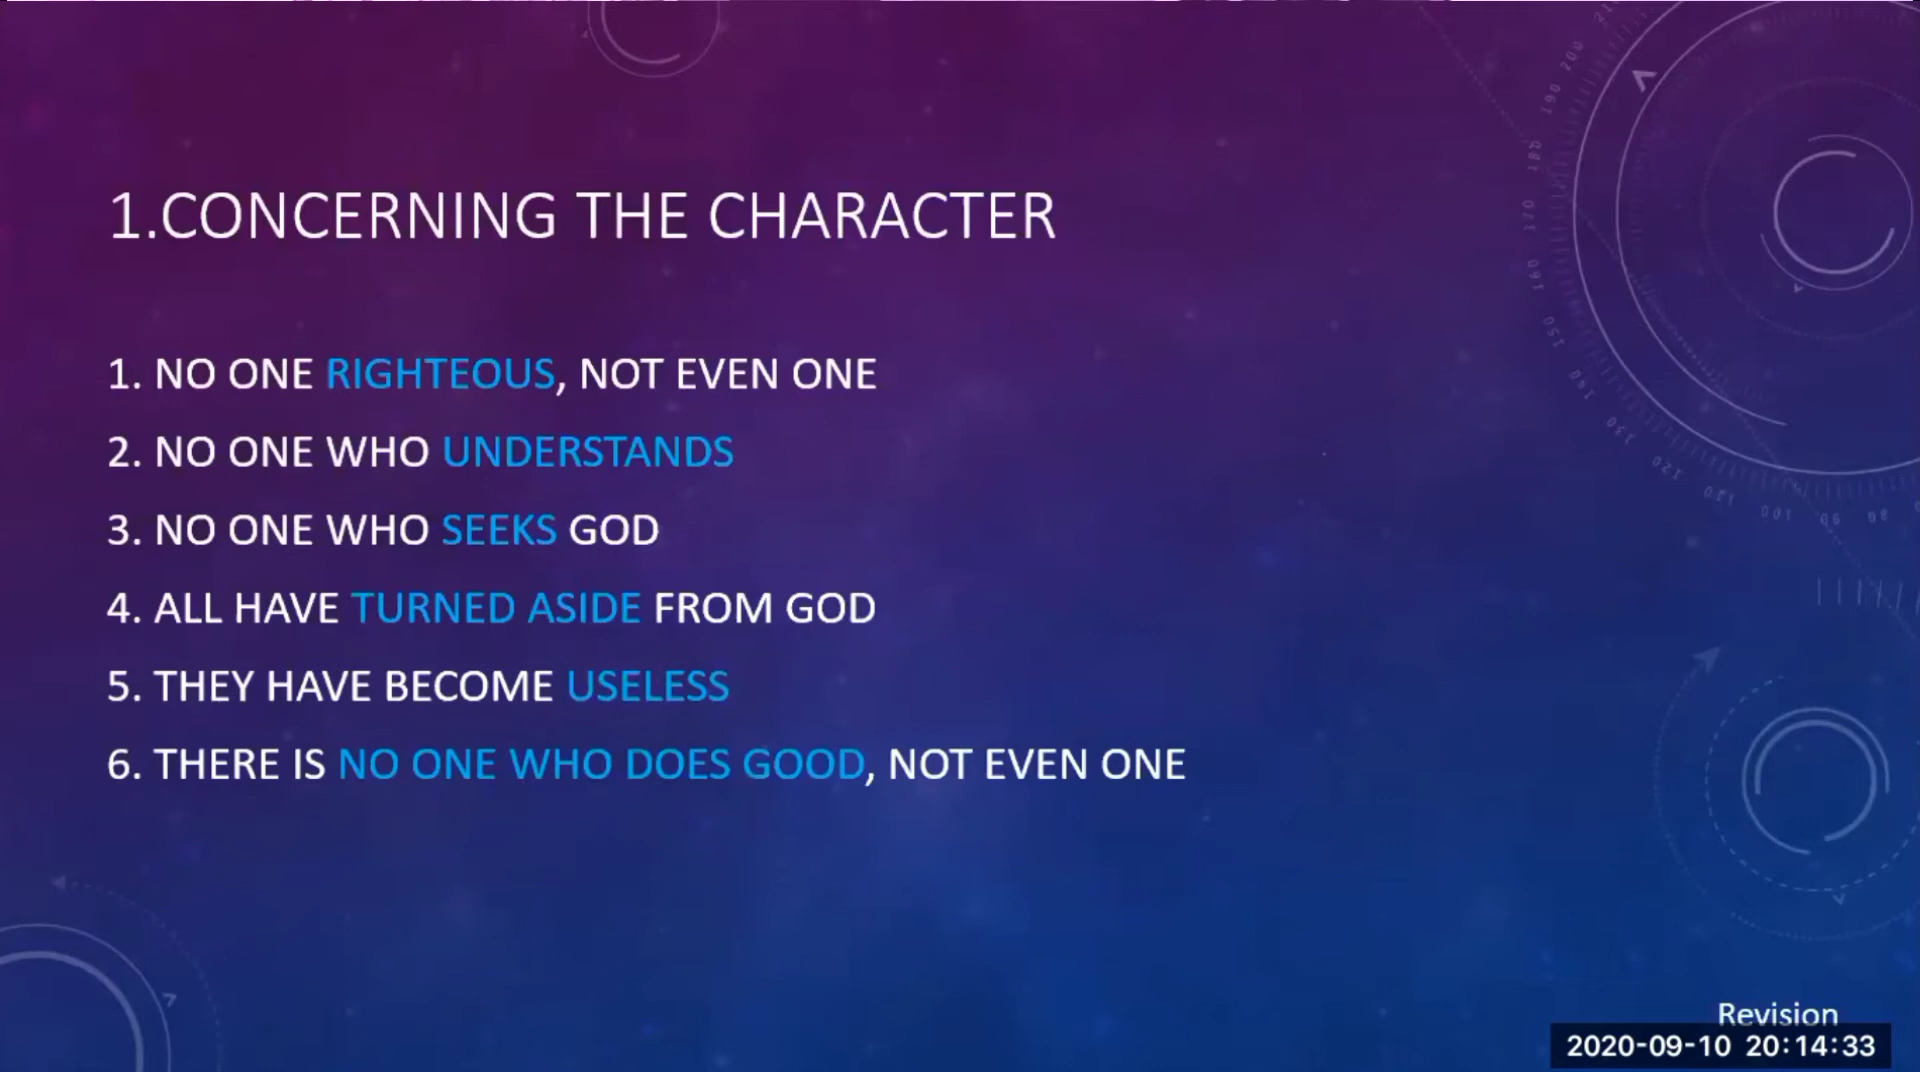 1.CONCERNING THE CHARACTER
1. NO ONE RIGHTEOUS, NOT EVEN ONE
2. NO ONE WHO UNDERSTANDS
3. NO ONE WHO SEEKS GOD
4. ALL HAVE TURNED ASIDE FROM GOD
5. THEY HAVE BECOME USELESS
6. THERE IS NO ONE WHO DOES GOOD, NOT EVEN ONE
Revision
2020-09-10 20:14:33